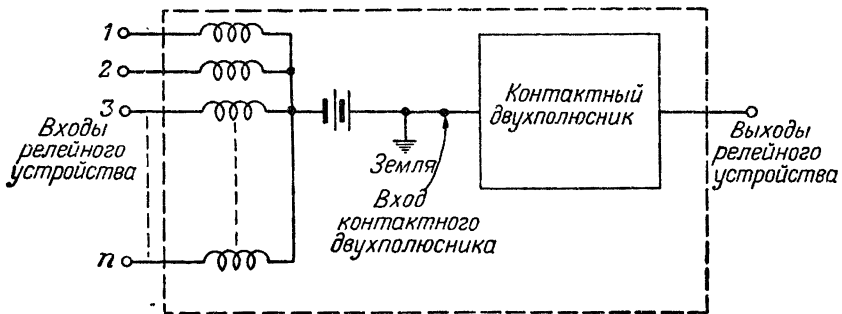 1
2
3
n
Входы
релейного
устройства
Земля
Вход
контактного
двухполюсника
Контактный
двухполюсник
Выходы
релейного
устройства